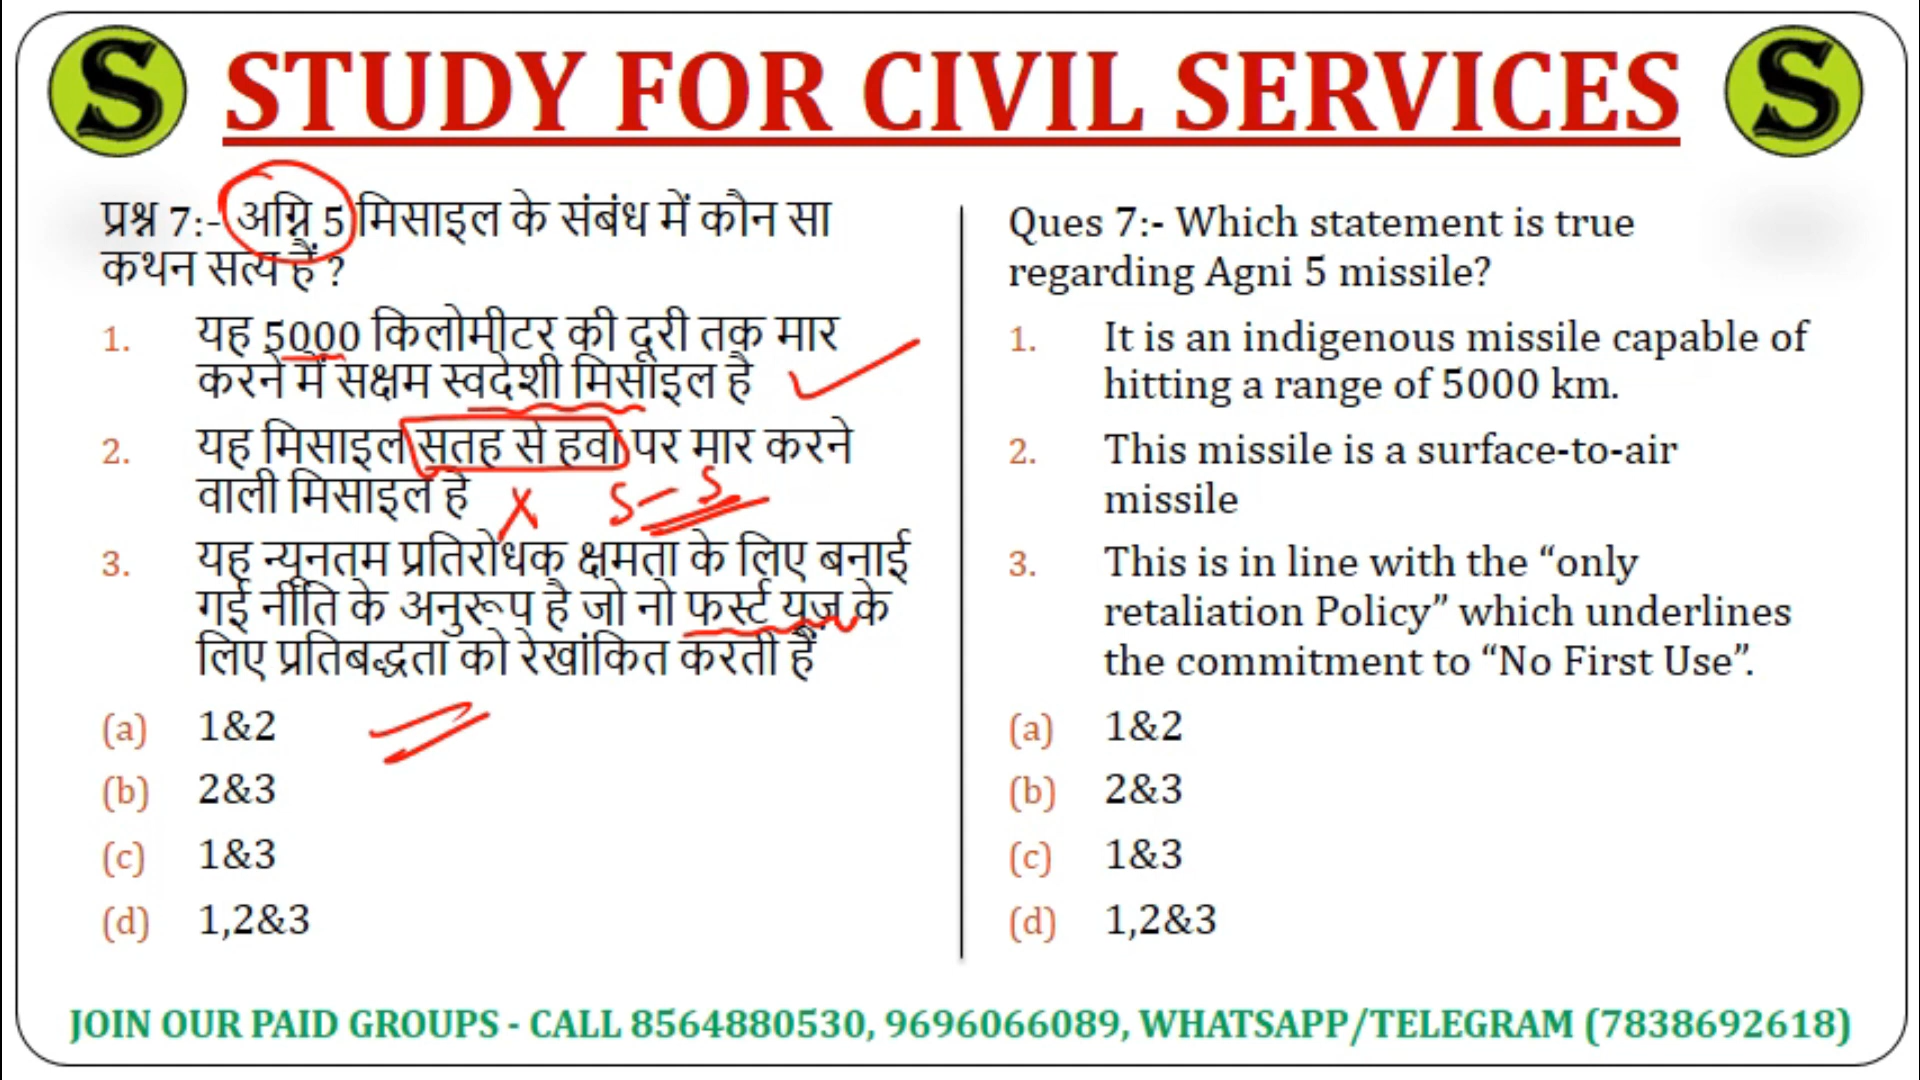 S STUDY FOR CIVIL SERVICES S
प्रश्न 7:- अग्नि 5 मिसाइल के संबंध में कौन सा
कथन सत्य हैं ?
1. यह 5000 किलोमीटर की दूरी तक मार
करने में सक्षम स्वदेशी मिसाइल है
2. यह मिसाइल सतह से हवा पर मार करने
वाली मिसाइल है
X S - S
3. यह न्यूनतम प्रतिरोधक क्षमता के लिए बनाई
गई नीति के अनुरूप है जो नो फर्स्ट यूज़ के
लिए प्रतिबद्धता को रेखांकित करती हैं
(a) 1&2
(b) 2&3
(c) 1&3
(d) 1,2&3
Ques 7:- Which statement is true
regarding Agni 5 missile?
1. It is an indigenous missile capable of
hitting a range of 5000 km.
2. This missile is a surface-to-air
missile
3. This is in line with the “only
retaliation Policy” which underlines
the commitment to “No First Use”.
(a) 1&2
(b) 2&3
(c) 1&3
(d) 1,2&3
JOIN OUR PAID GROUPS - CALL 8564880530, 9696066089, WHATSAPP/TELEGRAM (7838692618)